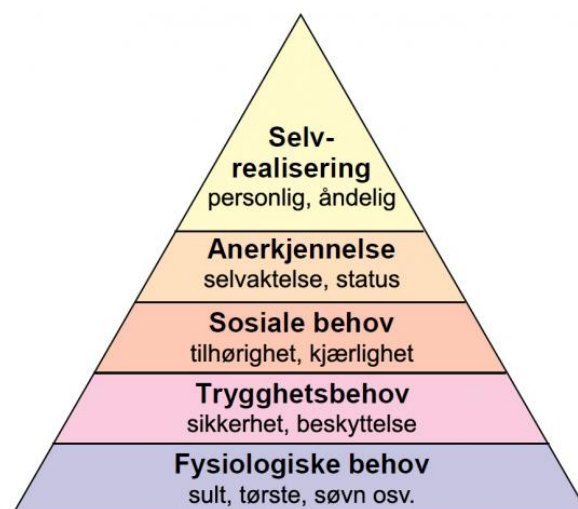 Selv-
realisering
personlig, åndelig
Anerkjennelse
selvaktelse, status
Sosiale behov
tilhørighet, kjærlighet
Trygghetsbehov
sikkerhet, beskyttelse
Fysiologiske behov
sult, tørste, søvn osv.